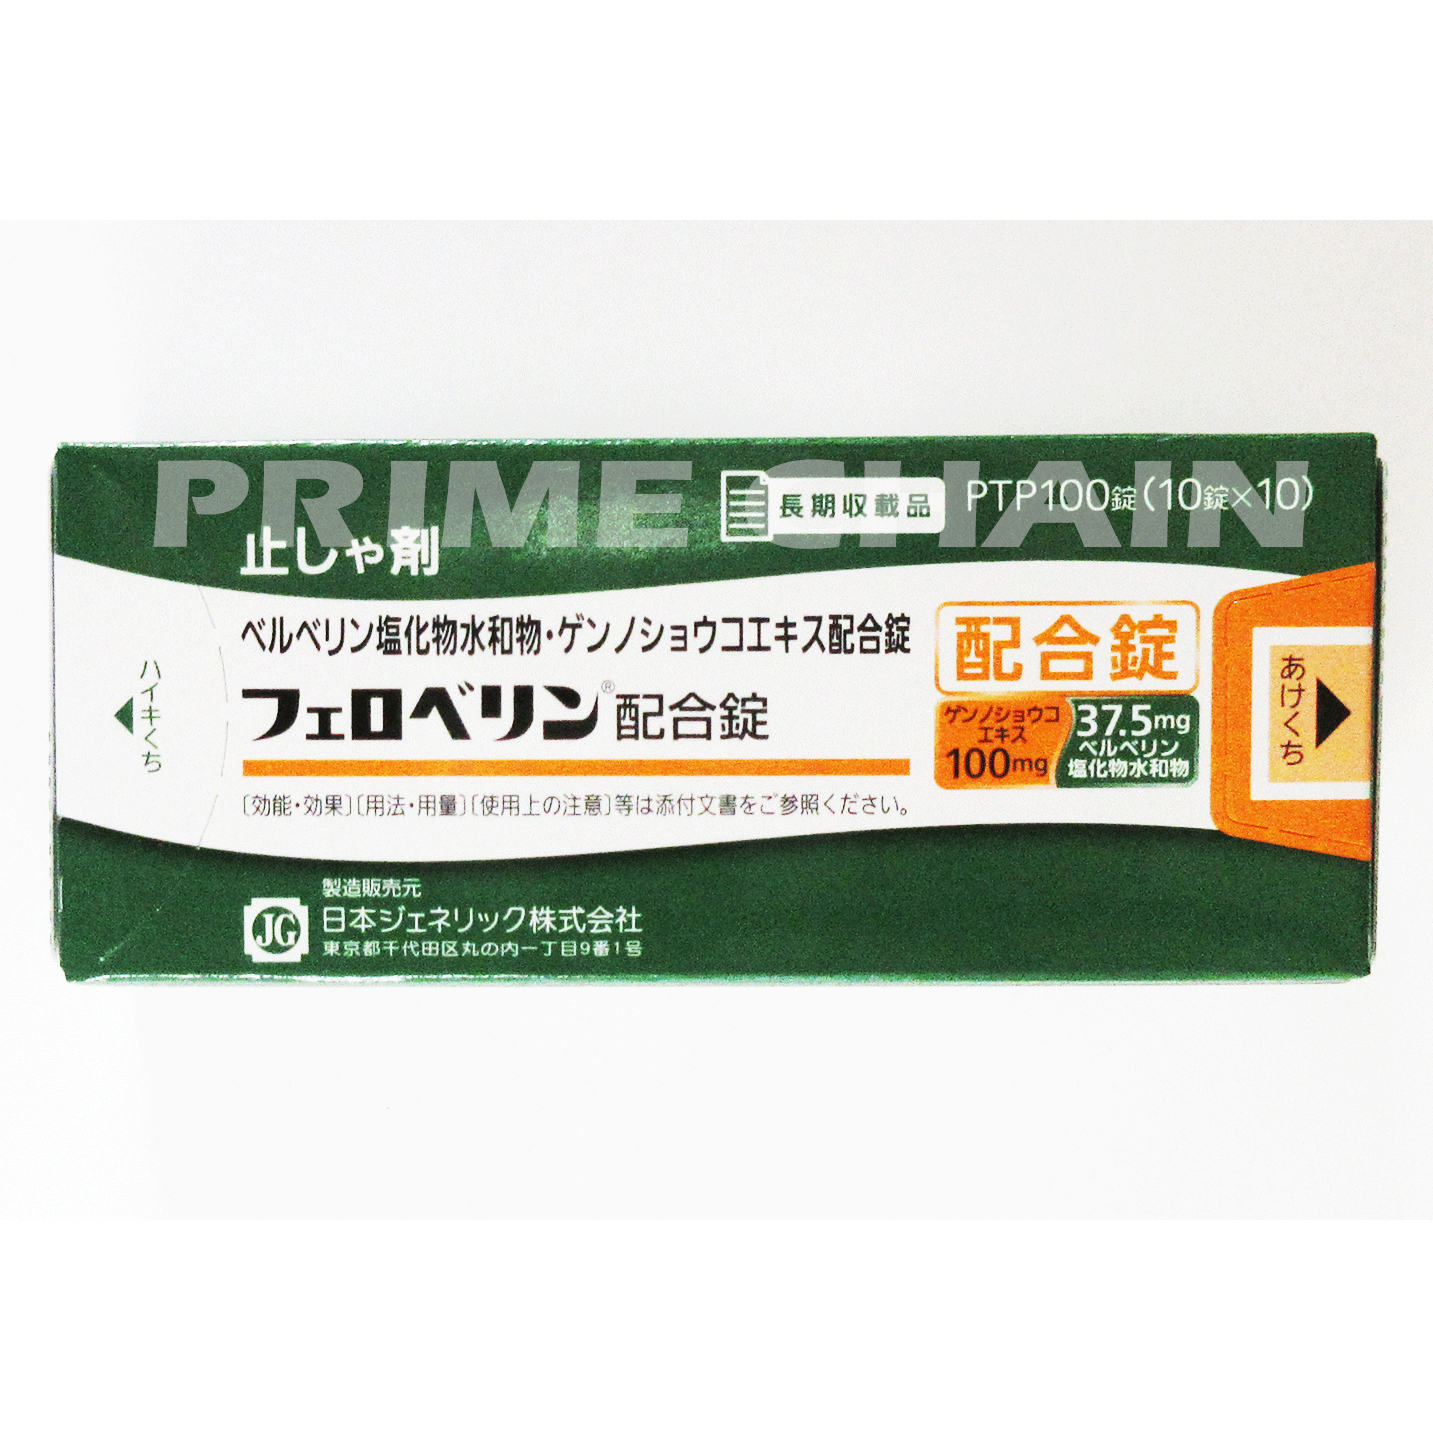 PRIME CHAIN
長期収載品
PTP100錠(10錠×10)
止しゃ剤
ベルベリン塩化物水和物・ゲンノショウコエキス配合錠
フェロベリン®配合錠
〔効能・効果〕〔用法・用量〕〔使用上の注意〕等は添付文書をご参照ください。
配合錠
ゲンノショウコ
エキス
100mg
37.5mg
ベルベリン
塩化物水和物
ハイキくち
あけくち
製造販売元
JG
日本ジェネリック株式会社
東京都千代田区丸の内一丁目9番1号